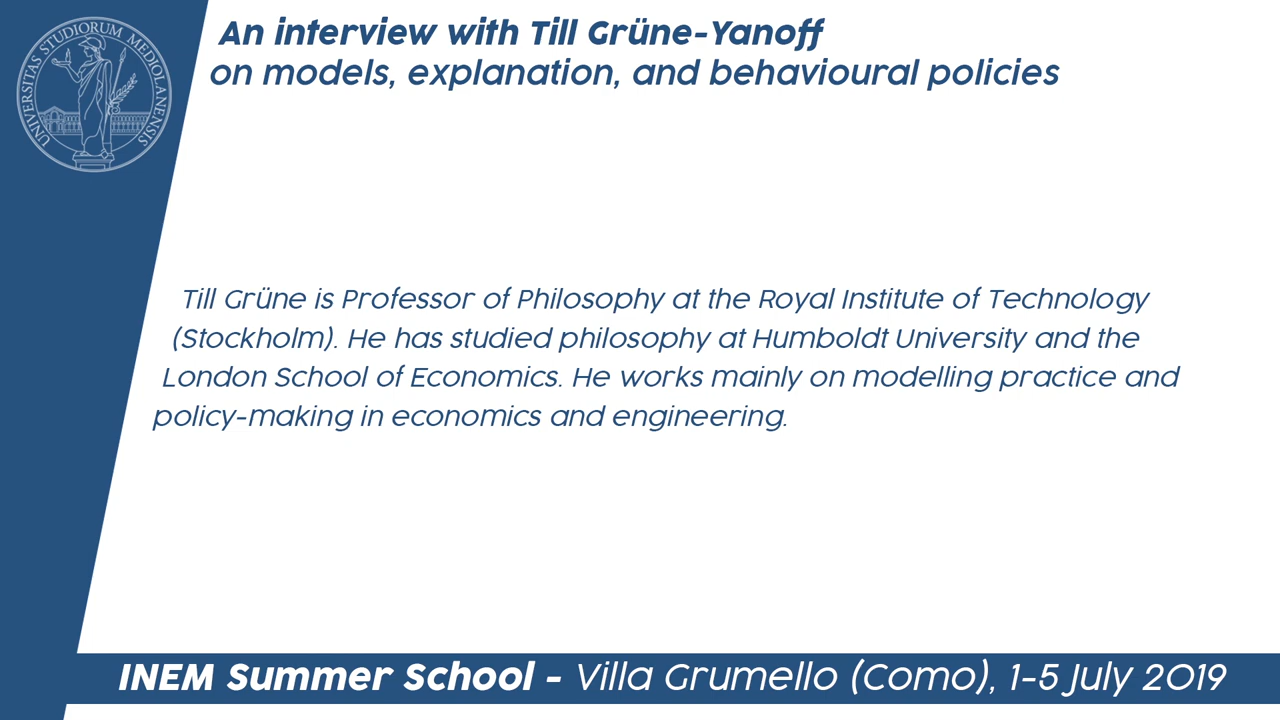 UNIVERSITAS STUDIORUM MEDIOLANENSIS
An interview with Till Grüne-Yanoff
on models, explanation, and behavioural policies
Till Grüne is Professor of Philosophy at the Royal Institute of Technology
(Stockholm). He has studied philosophy at Humboldt University and the
London School of Economics. He works mainly on modelling practice and
policy-making in economics and engineering.
INEM Summer School - Villa Grumello (Como), 1-5 July 2019